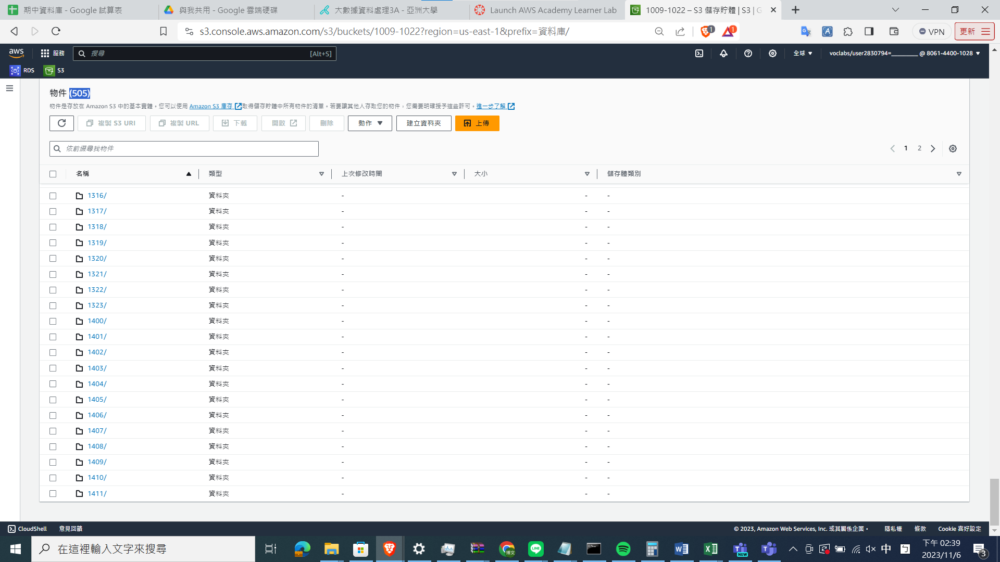 期中資料庫 - Google 試算表
與我共用 - Google 雲端硬碟
大數據資料處理3A - 亞洲大學
Launch AWS Academy Learner Lab
1009-1022 – S3 儲存貯體 | S3 | G
s3.console.aws.amazon.com/s3/buckets/1009-1022?region=us-east-1&prefix=資料庫/
1
1
VPN
更新
aws
服務
搜尋
[Alt+S]
全球
voclabs/user2830794=________ @ 8061-4400-1028
RDS
S3
物件 (505)
物件是存放在 Amazon S3 中的基本實體。您可以使用 Amazon S3 庫存 取得儲存貯體中所有物件的清單。若要讓其他人存取您的物件，您需要明確授予這些許可。進一步了解
複製 S3 URI
複製 URL
下載
開啟
刪除
動作
建立資料夾
上傳
依前綴尋找物件
1 2
名稱 類型 上次修改時間 大小 儲存體類別
1316/ 資料夾 - - -
1317/ 資料夾 - - -
1318/ 資料夾 - - -
1319/ 資料夾 - - -
1320/ 資料夾 - - -
1321/ 資料夾 - - -
1322/ 資料夾 - - -
1323/ 資料夾 - - -
1400/ 資料夾 - - -
1401/ 資料夾 - - -
1402/ 資料夾 - - -
1403/ 資料夾 - - -
1404/ 資料夾 - - -
1405/ 資料夾 - - -
1406/ 資料夾 - - -
1407/ 資料夾 - - -
1408/ 資料夾 - - -
1409/ 資料夾 - - -
1410/ 資料夾 - - -
1411/ 資料夾 - - -
CloudShell
意見回饋
© 2023, Amazon Web Services, Inc. 或其關係企業。
隱私權
條款
Cookie 喜好設定
在這裡輸入文字來搜尋
博文
LINE
NEW
中
下午 02:39
2023/11/6
3